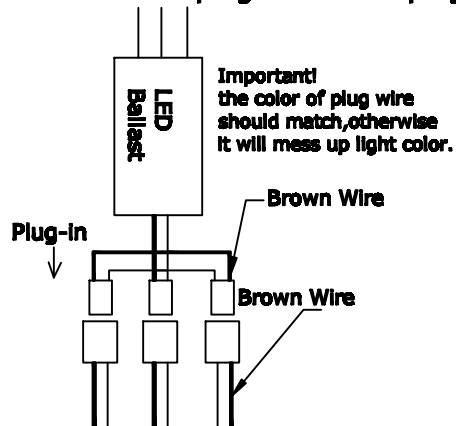 LED
Ballast
Important!
the color of plug wire
should match,otherwise
it will mess up light color.
Brown Wire
Plug-in
Brown Wire